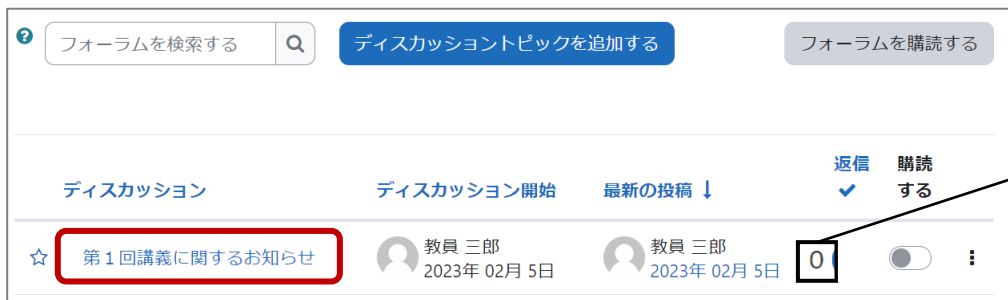 フォーラムを検索する
ディスカッショントピックを追加する
フォーラムを購読する
ディスカッション ディスカッション開始 最新の投稿 ↓ 返信 購読する
第1回講義に関するお知らせ 教員 三郎 教員 三郎 0
2023年 02月 5日 2023年 02月 5日